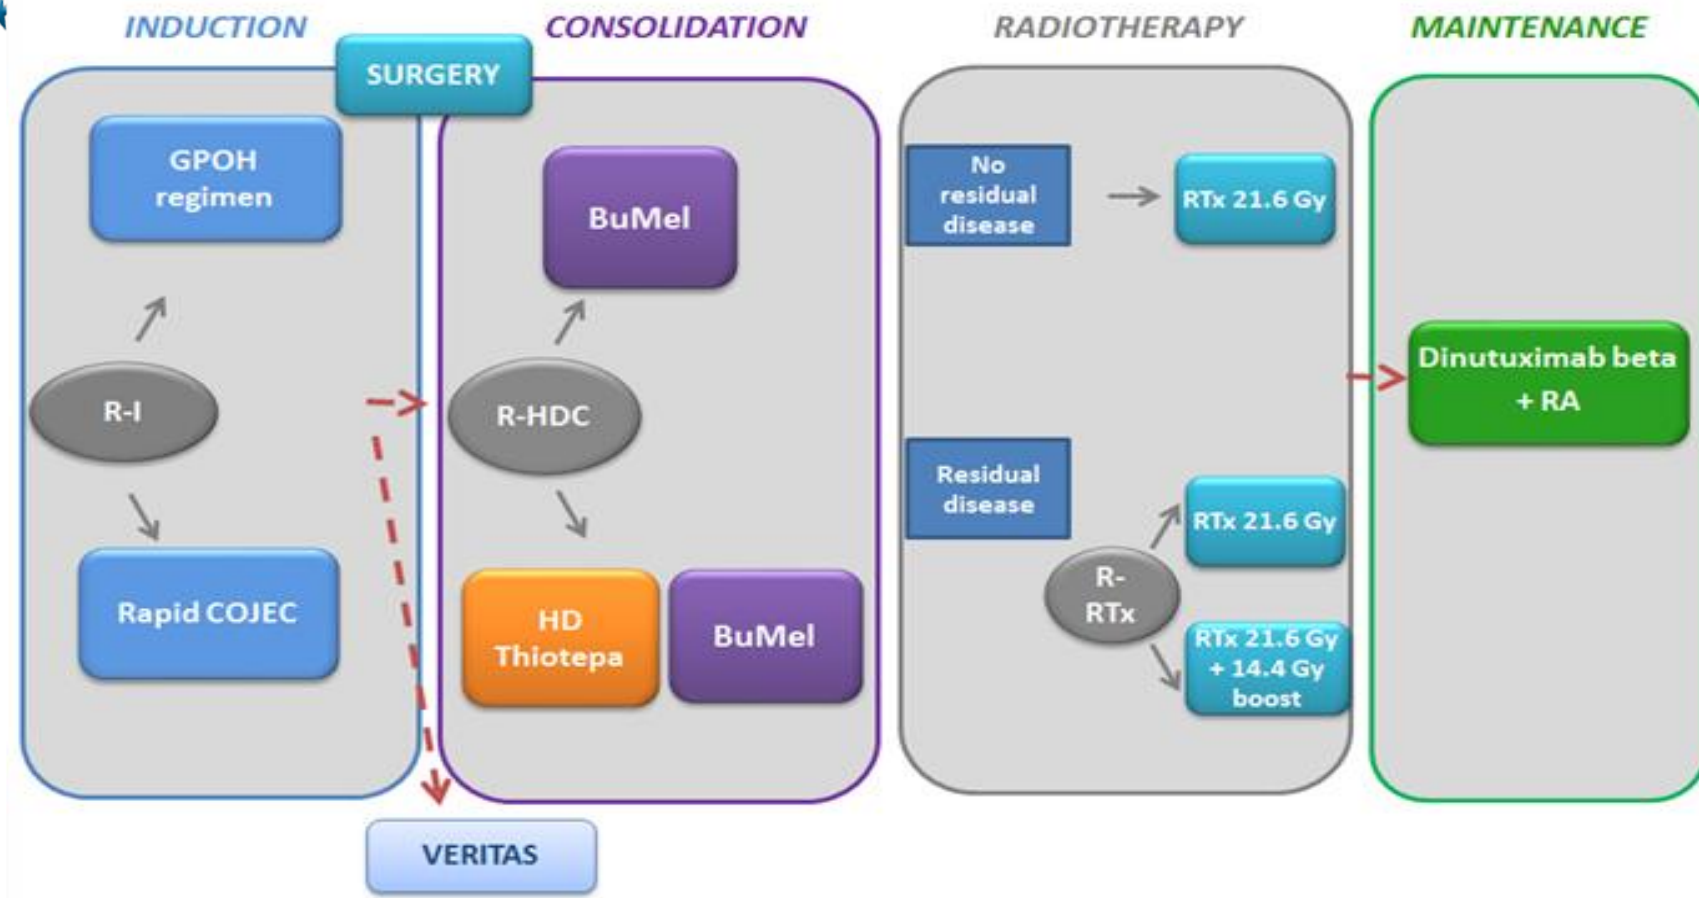 INDUCTION
SURGERY
GPOH
regimen
R-I
Rapid COJEC
CONSOLIDATION
BuMel
R-HDC
HD
Thiotepa
BuMel
VERITAS
RADIOTHERAPY
No
residual
disease
RTx 21.6 Gy
Residual
disease
RTx 21.6 Gy
R-
RTx
RTx 21.6 Gy
+ 14.4 Gy
boost
MAINTENANCE
Dinutuximab beta
+ RA